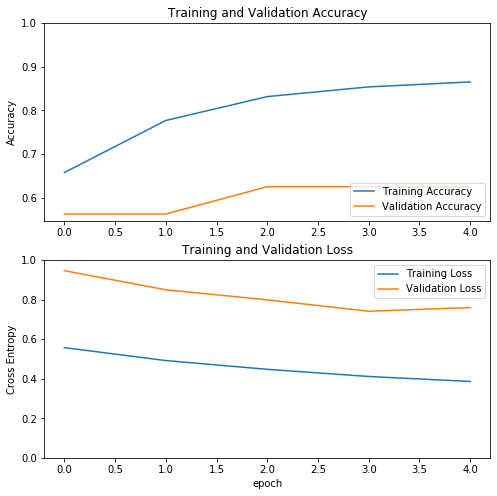 Training and Validation Accuracy
1.0
0.9
0.8
0.7
0.6
Accuracy
Training Accuracy
Validation Accuracy
0.0 0.5 1.0 1.5 2.0 2.5 3.0 3.5 4.0
Training and Validation Loss
1.0
0.8
0.6
0.4
0.2
0.0
Cross Entropy
Training Loss
Validation Loss
0.0 0.5 1.0 1.5 2.0 2.5 3.0 3.5 4.0
epoch